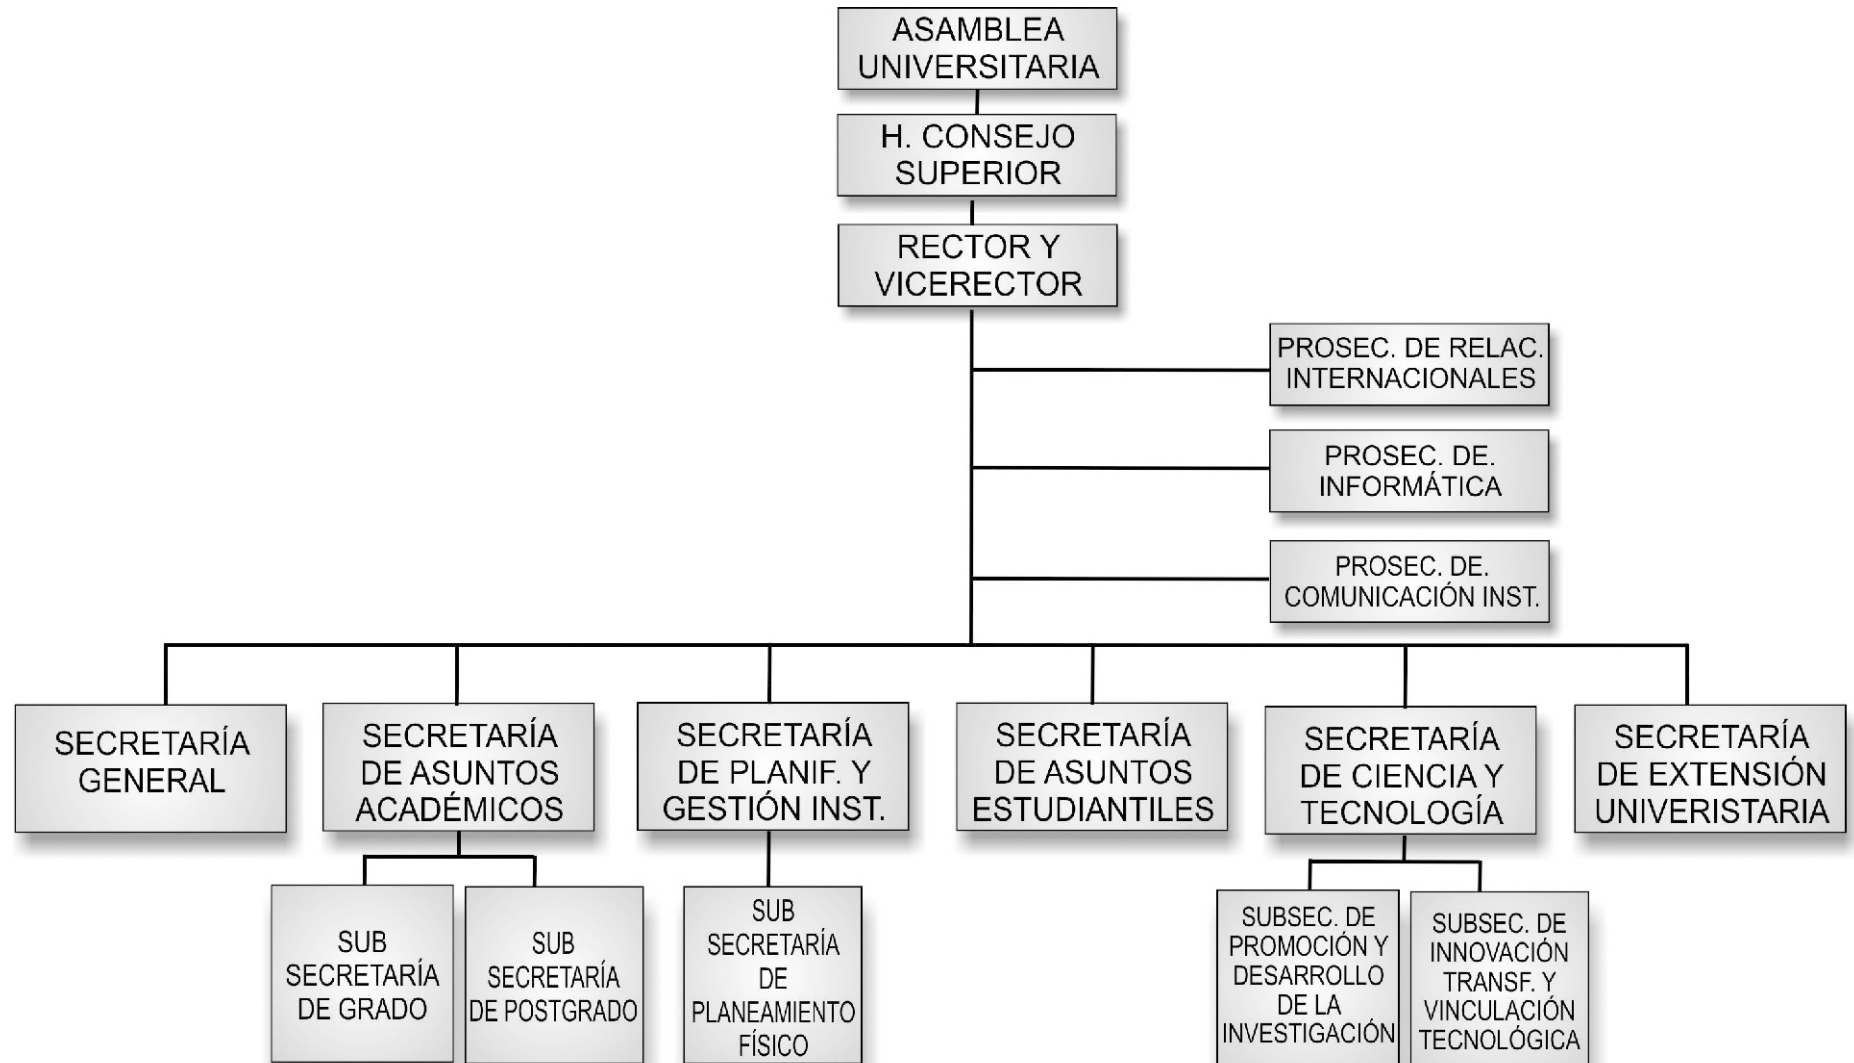 ASAMBLEA
UNIVERSITARIA
H. CONSEJO
SUPERIOR
RECTOR Y
VICERECTOR
PROSEC. DE RELAC.
INTERNACIONALES
PROSEC. DE.
INFORMÁTICA
PROSEC. DE.
COMUNICACIÓN INST.
SECRETARÍA
GENERAL
SECRETARÍA
DE ASUNTOS
ACADÉMICOS
SECRETARÍA
DE PLANIF. Y
GESTIÓN INST.
SECRETARÍA
DE ASUNTOS
ESTUDIANTILES
SECRETARÍA
DE CIENCIA Y
TECNOLOGÍA
SECRETARÍA
DE EXTENSIÓN
UNIVERISTARIA
SUB
SECRETARÍA
DE GRADO
SUB
SECRETARÍA
DE POSTGRADO
SUB
SECRETARÍA
DE
PLANEAMIENTO
FÍSICO
SUBSEC. DE
PROMOCIÓN Y
DESARROLLO
DE LA
INVESTIGACIÓN
SUBSEC. DE
INNOVACIÓN
TRANSF. Y
VINCULACIÓN
TECNOLÓGICA